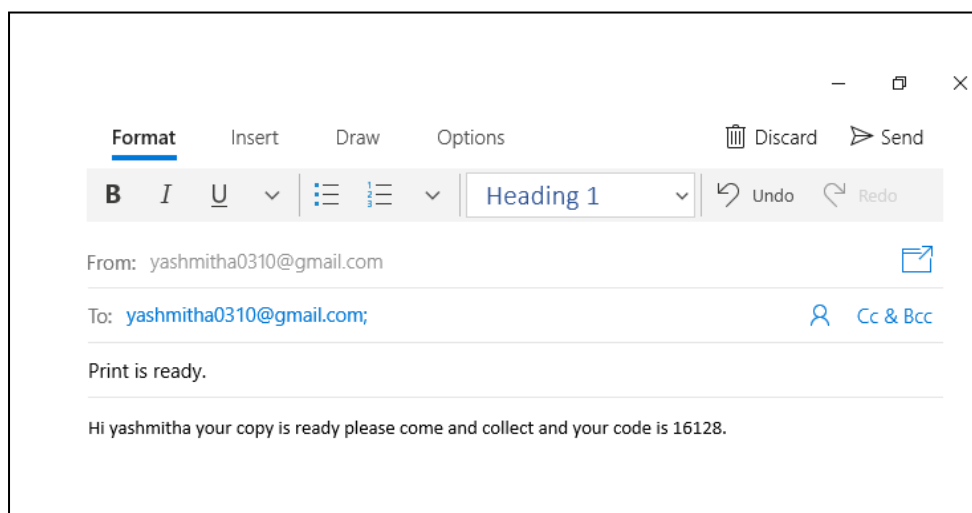 Format Insert Draw Options Discard Send
B I U Heading 1 Undo Redo
From: yashmitha0310@gmail.com
To: yashmitha0310@gmail.com; Cc & Bcc
Print is ready.
Hi yashmitha your copy is ready please come and collect and your code is 16128.